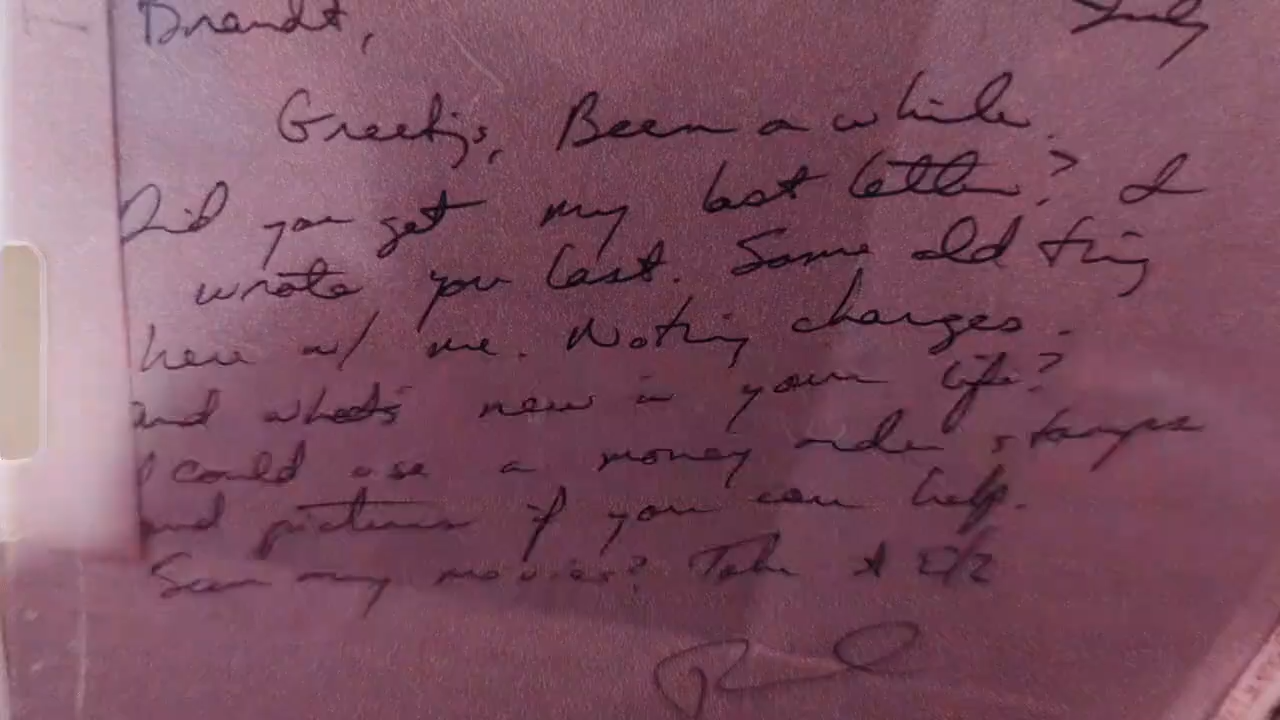 Brandt, July
Greetings, Been a while.
Did you get my last letter? I
wrote you last. Same old thing
here w/ me. Nothing changes.
and what's new in your life?
I could use a money order, stamps
and pictures if you can help.
Seen any movies? Take